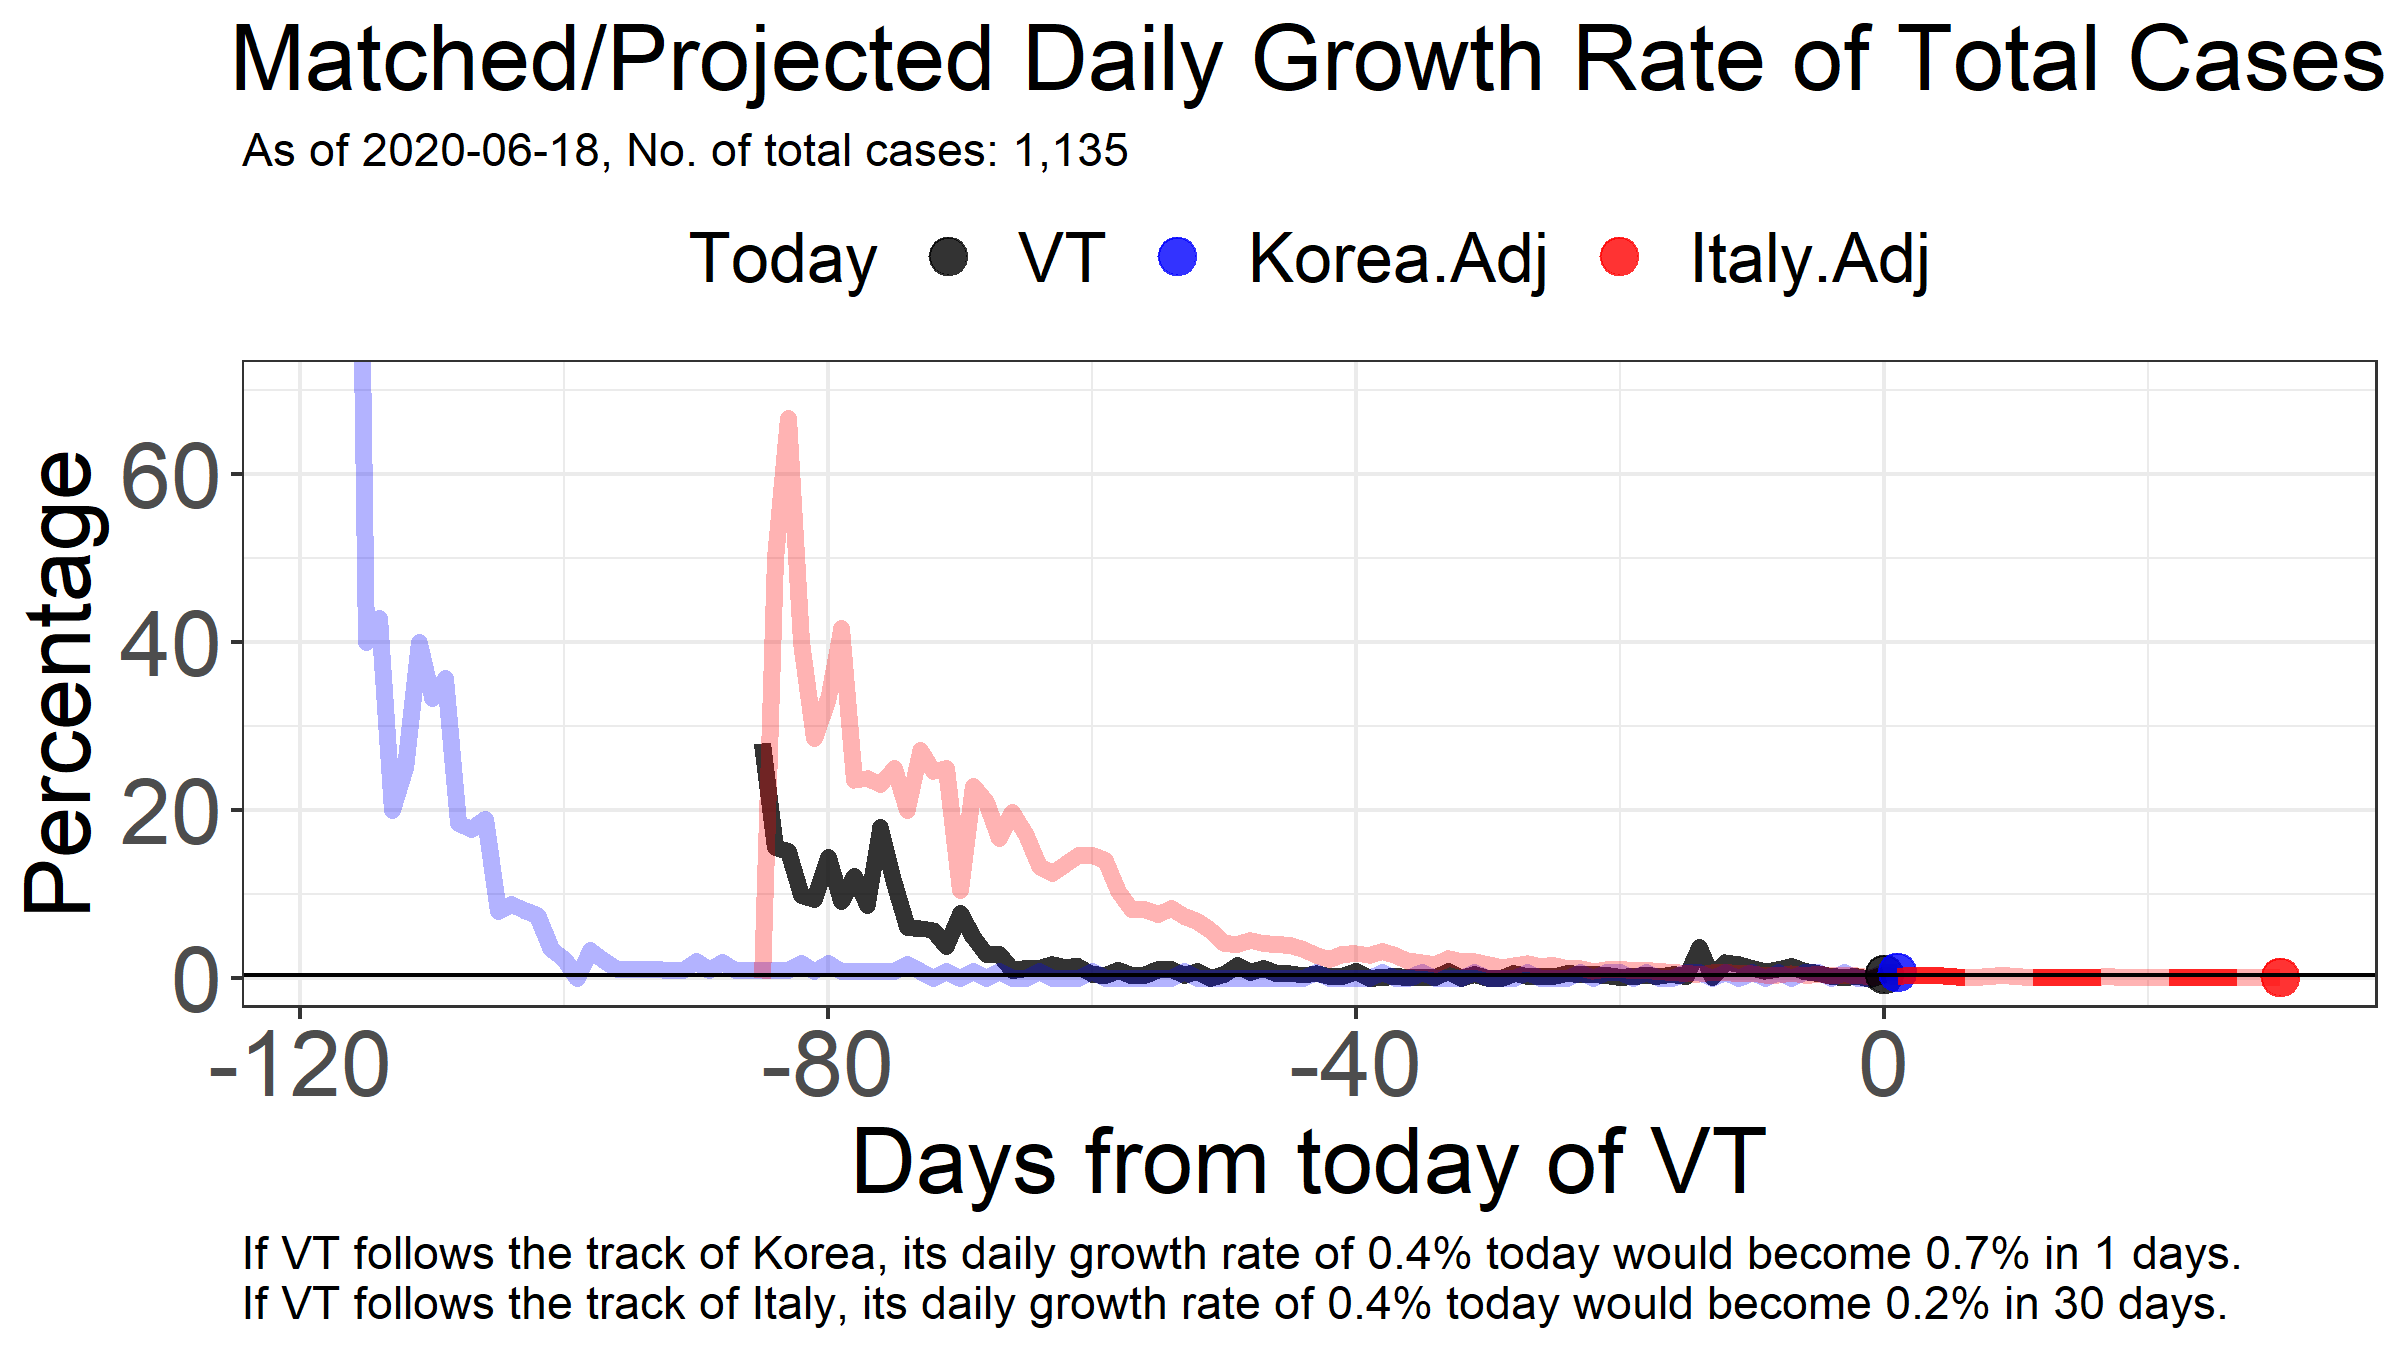 Matched/Projected Daily Growth Rate of Total Cases
As of 2020-06-18, No. of total cases: 1,135
Today VT Korea.Adj Italy.Adj
Percentage
60
40
20
0
-120 -80 -40 0
Days from today of VT
If VT follows the track of Korea, its daily growth rate of 0.4% today would become 0.7% in 1 days.
If VT follows the track of Italy, its daily growth rate of 0.4% today would become 0.2% in 30 days.